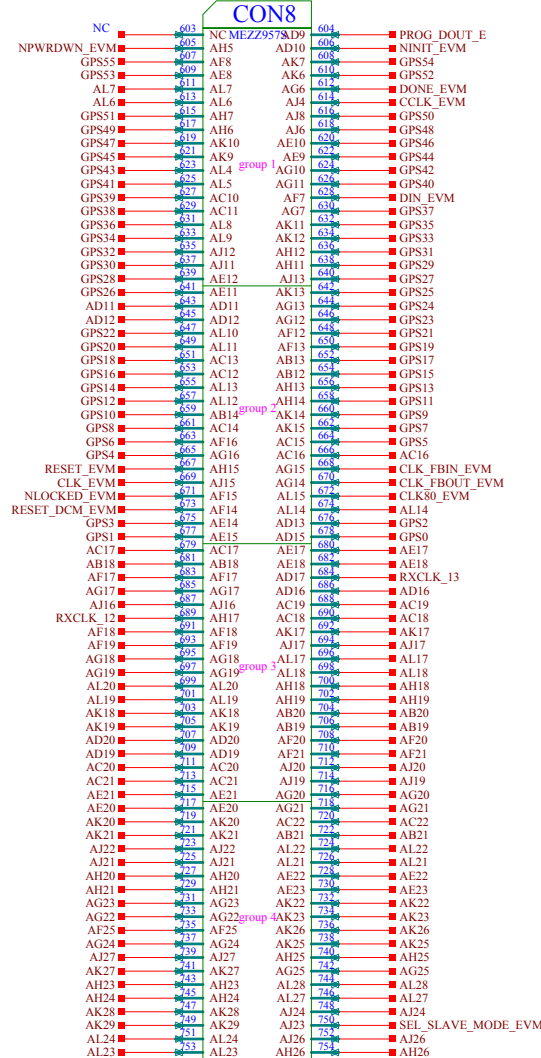 CON8
NC 603 NC MEZZ957S AD9 604 PROG_DOUT_E
NPWRDWN_EVM 605 AH5 AD10 606 NINIT_EVM
GPS55 607 AF8 AK7 608 GPS54
GPS53 609 AE8 AK6 610 GPS52
AL7 611 AL7 AG6 612 DONE_EVM
AL6 613 AL6 AJ4 614 CCLK_EVM
GPS51 615 AH7 AJ8 616 GPS50
GPS49 617 AH6 AJ6 618 GPS48
GPS47 619 AK10 AE10 620 GPS46
GPS45 621 AK9 AE9 622 GPS44
group 1
GPS43 623 AL4 AG10 624 GPS42
GPS41 625 AL5 AG11 626 GPS40
GPS39 627 AC10 AF7 628 DIN_EVM
GPS38 629 AC11 AG7 630 GPS37
GPS36 631 AL8 AK11 632 GPS35
GPS34 633 AL9 AK12 634 GPS33
GPS32 635 AJ12 AH12 636 GPS31
GPS30 637 AJ11 AH11 638 GPS29
GPS28 639 AE12 AJ13 640 GPS27
GPS26 641 AE11 AK13 642 GPS25
AD11 643 AD11 AG13 644 GPS24
AD12 645 AD12 AG12 646 GPS23
GPS22 647 AL10 AF12 648 GPS21
GPS20 649 AL11 AF13 650 GPS19
GPS18 651 AC13 AB13 652 GPS17
GPS16 653 AC12 AB12 654 GPS15
GPS14 655 AL13 AH13 656 GPS13
GPS12 657 AL12 AH14 658 GPS11
group 2
GPS10 659 AB14 AK14 660 GPS9
GPS8 661 AC14 AK15 662 GPS7
GPS6 663 AF16 AC15 664 GPS5
GPS4 665 AG16 AC16 666 AC16
RESET_EVM 667 AH15 AG15 668 CLK_FBIN_EVM
CLK_EVM 669 AJ15 AG14 670 CLK_FBOUT_EVM
NLOCKED_EVM 671 AF15 AL15 672 CLK80_EVM
RESET_DCM_EVM 673 AF14 AL14 674 AL14
GPS3 675 AE14 AD13 676 GPS2
GPS1 677 AE15 AD15 678 GPS0
AC17 679 AC17 AE17 680 AE17
AB18 681 AB18 AE18 682 AE18
AF17 683 AF17 AD17 684 RXCLK_13
AG17 685 AG17 AD16 686 AD16
AJ16 687 AJ16 AC19 688 AC19
RXCLK_12 689 AH17 AC18 690 AC18
AF18 691 AF18 AK17 692 AK17
AF19 693 AF19 AJ17 694 AJ17
AG18 695 AG18 AL17 696 AL17
group 3
AG19 697 AG19 AL18 698 AL18
AL20 699 AL20 AH18 700 AH18
AL19 701 AL19 AH19 702 AH19
AK18 703 AK18 AB20 704 AB20
AK19 705 AK19 AB19 706 AB19
AD20 707 AD20 AF20 708 AF20
AD19 709 AD19 AF21 710 AF21
AC20 711 AC20 AJ20 712 AJ20
AC21 713 AC21 AJ19 714 AJ19
AE21 715 AE21 AG20 716 AG20
AE20 717 AE20 AG21 718 AG21
AK20 719 AK20 AC22 720 AC22
AK21 721 AK21 AB21 722 AB21
AJ22 723 AJ22 AL22 724 AL22
AJ21 725 AJ21 AL21 726 AL21
AH20 727 AH20 AE22 728 AE22
AH21 729 AH21 AE23 730 AE23
AG23 731 AG23 AK22 732 AK22
AG22 733 AG22 group 4 AK23 734 AK23
AF25 735 AF25 AK26 736 AK26
AG24 737 AG24 AK25 738 AK25
AJ27 739 AJ27 AH25 740 AH25
AK27 741 AK27 AG25 742 AG25
AH23 743 AH23 AL28 744 AL28
AH24 745 AH24 AL27 746 AL27
AK28 747 AK28 AJ24 748 AJ24
AK29 749 AK29 AJ23 750 SEL_SLAVE_MODE_EVM
AL24 751 AL24 AJ26 752 AJ26
AL23 753 AL23 AH26 754 AH26